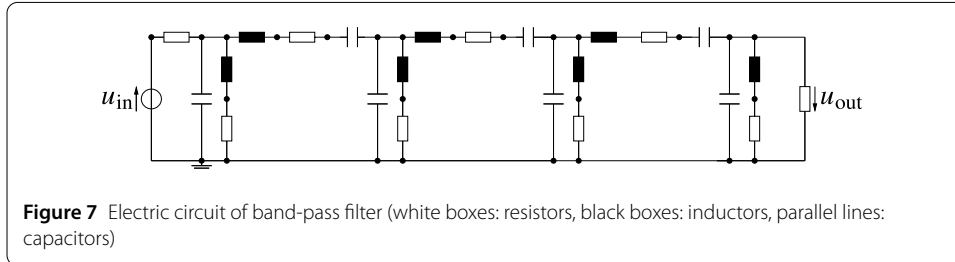 u_in
u_out
Figure 7 Electric circuit of band-pass filter (white boxes: resistors, black boxes: inductors, parallel lines:
capacitors)